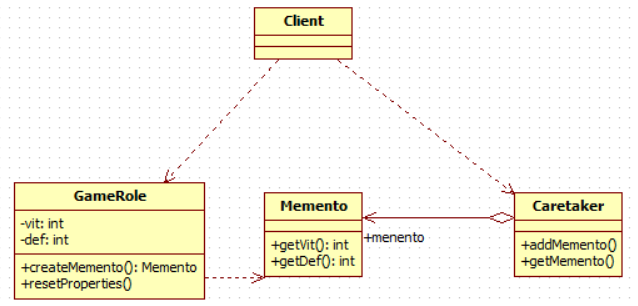 Client
GameRole
-vit: int
-def: int
+createMemento(): Memento
+resetProperties()
Memento
+getVit(): int
+getDef(): int
+menento
Caretaker
+addMemento()
+getMemento()